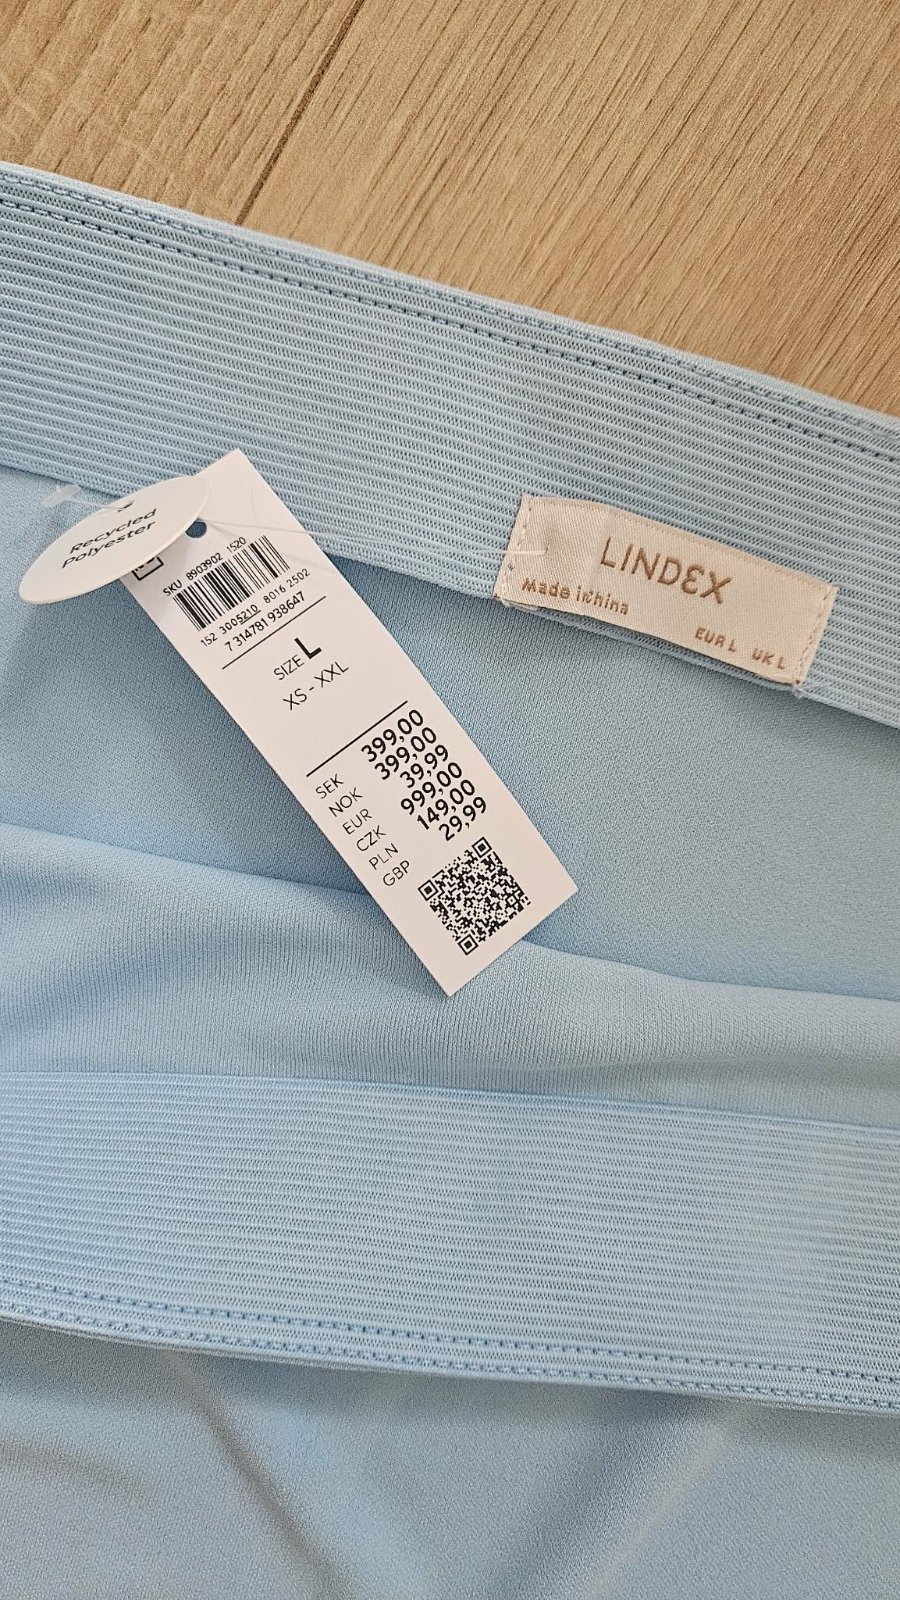 Recycled
Polyester
SKU 8903902 1520
152 3005210 8016 2502
7 314781 938647
SIZE L
XS - XXL
SEK 399,00
NOK 399,00
EUR 39,99
CZK 999,00
PLN 149,00
GBP 29,99
LINDEX
Made in China
EUR L UK L